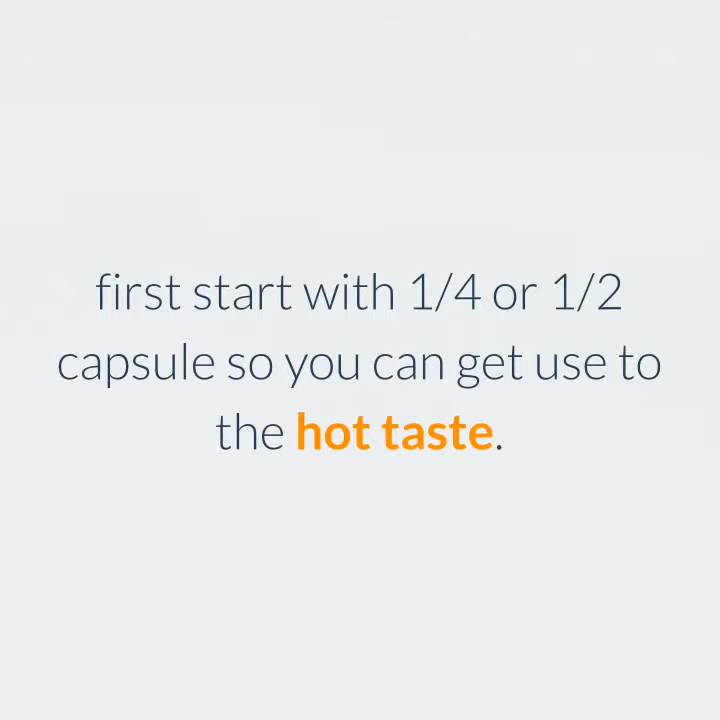 first start with 1/4 or 1/2
capsule so you can get use to
the hot taste.